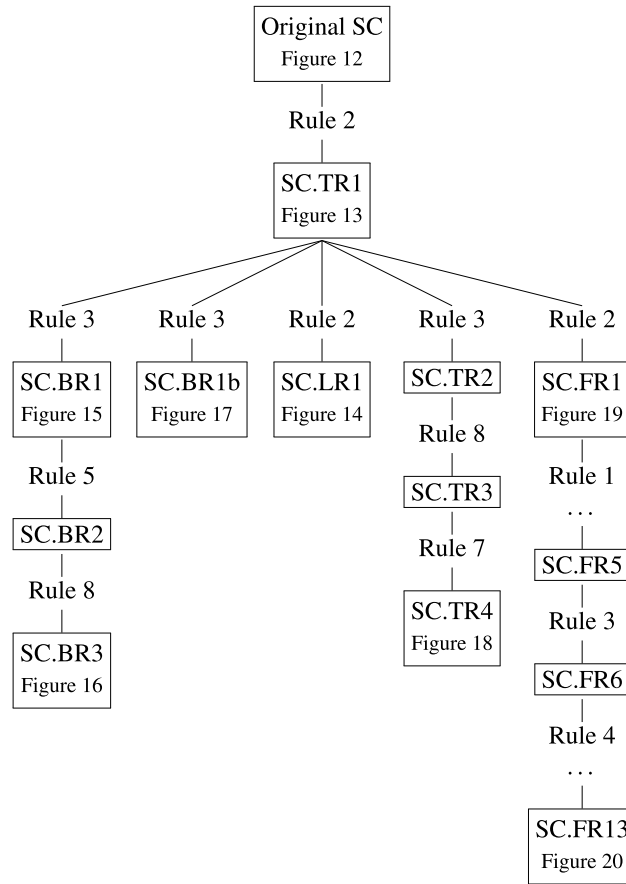 Original SC
Figure 12
Rule 2
SC.TR1
Figure 13
Rule 3
Rule 3
Rule 2
Rule 3
Rule 2
SC.BR1
Figure 15
SC.BR1b
Figure 17
SC.LR1
Figure 14
SC.TR2
SC.FR1
Figure 19
Rule 5
Rule 8
Rule 1
SC.BR2
SC.TR3
...
SC.FR5
Rule 8
Rule 7
Rule 3
SC.BR3
Figure 16
SC.TR4
Figure 18
SC.FR6
Rule 4
...
SC.FR13
Figure 20